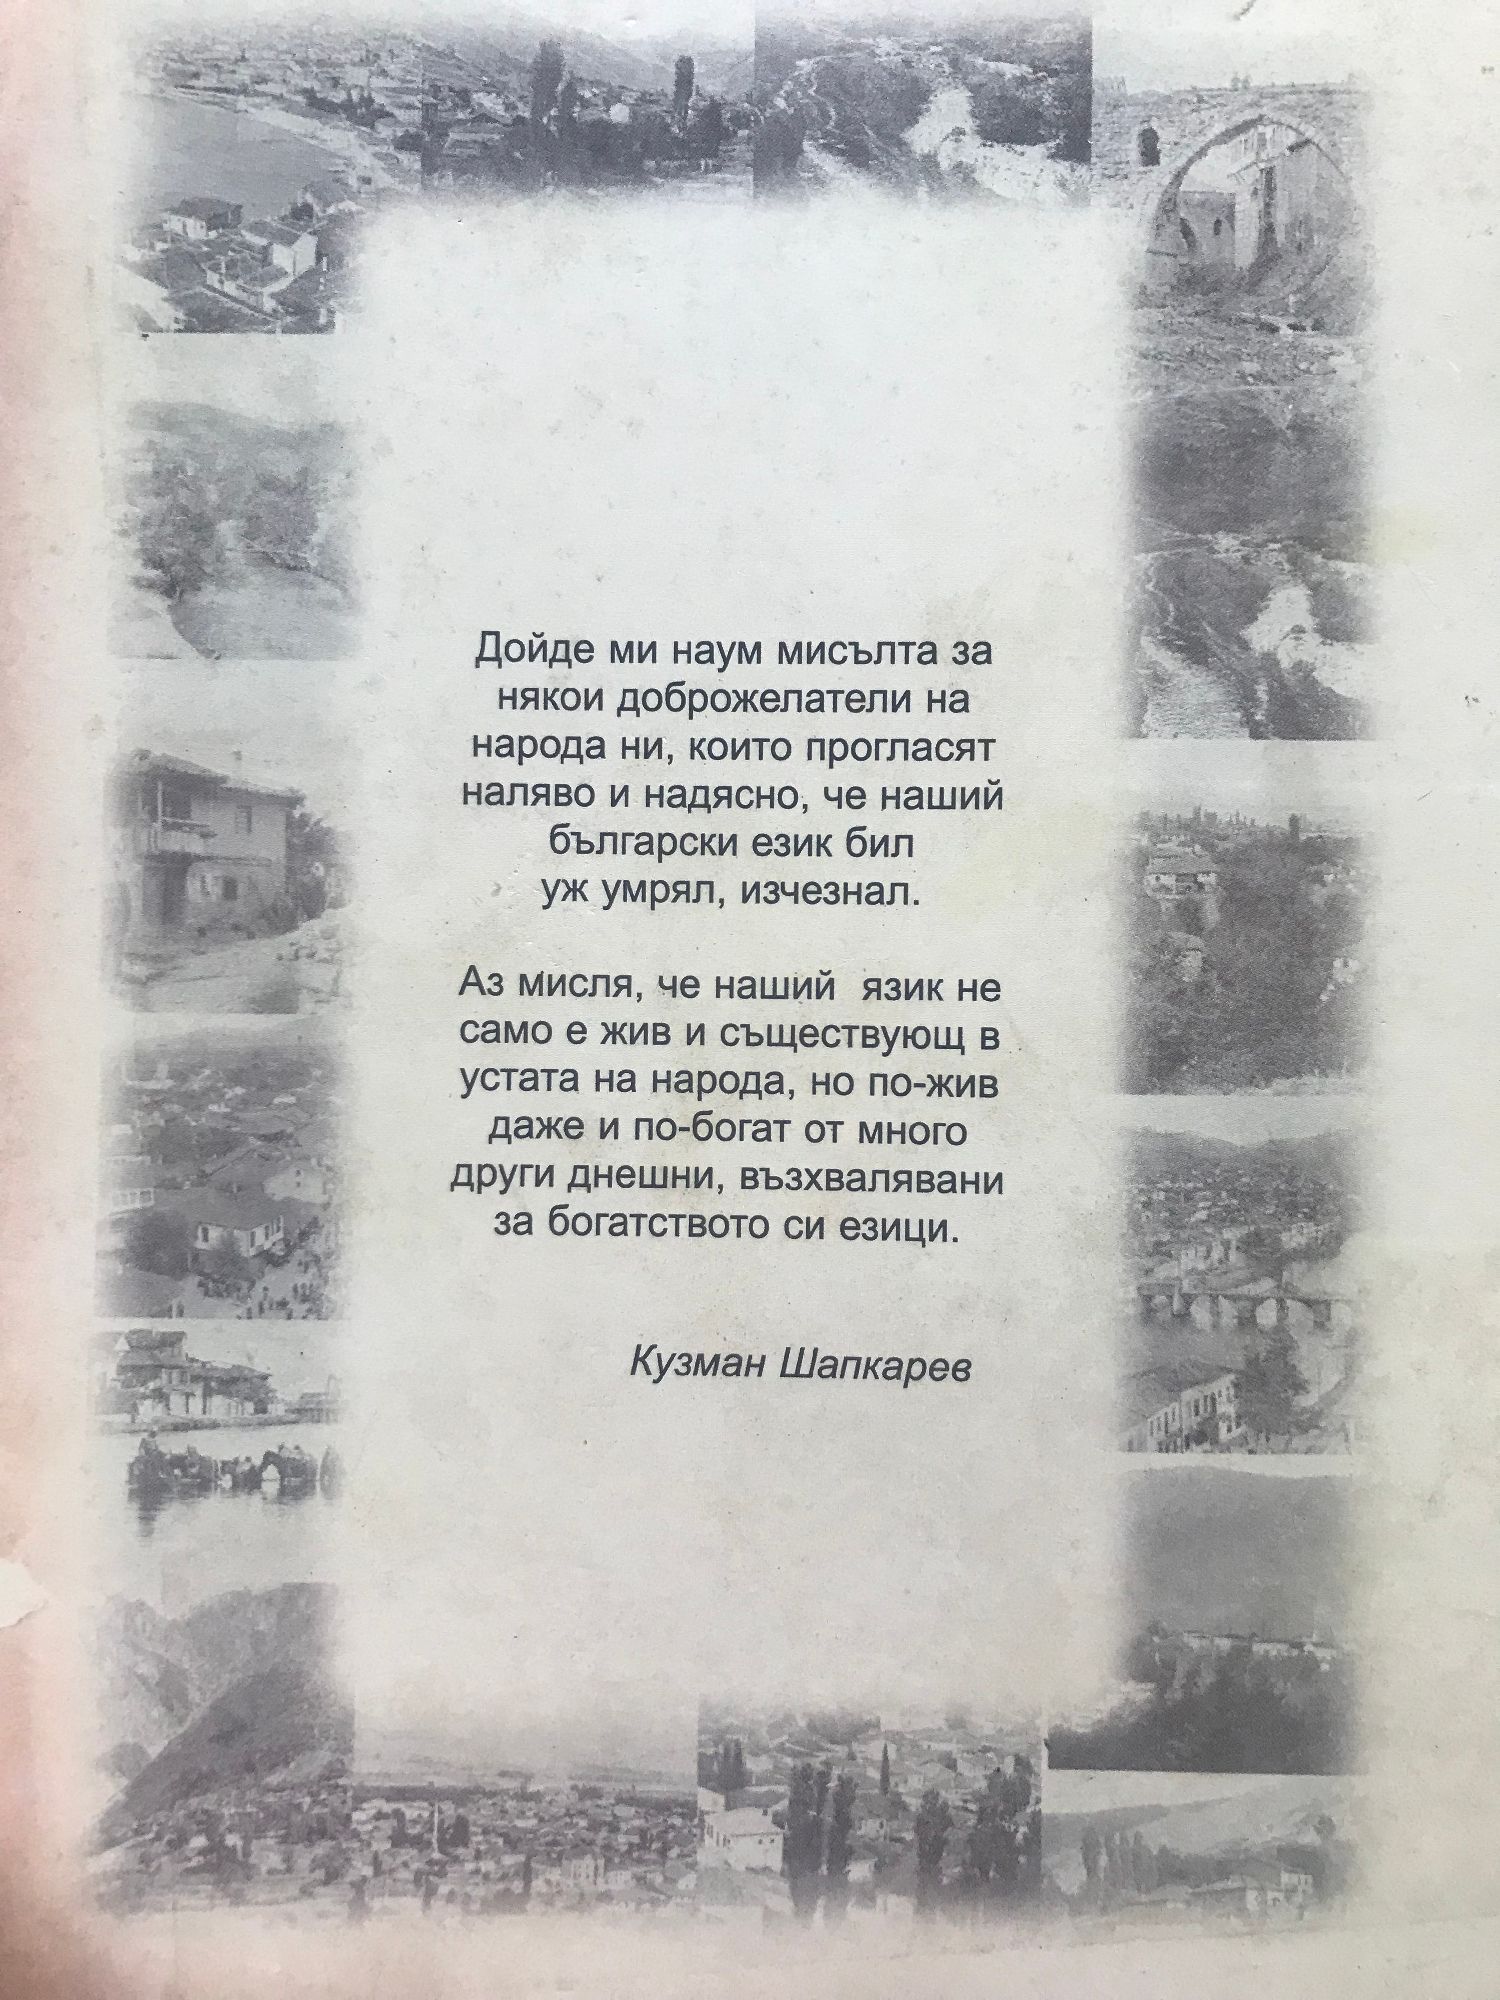 Дойде ми наум мисълта за
някои доброжелатели на
народа ни, които прогласят
наляво и надясно, че наший
български език бил
уж умрял, изчезнал.
Аз мисля, че наший язик не
само е жив и съществующ в
устата на народа, но по-жив
даже и по-богат от много
други днешни, възхвалявани
за богатството си езици.
Кузман Шапкарев